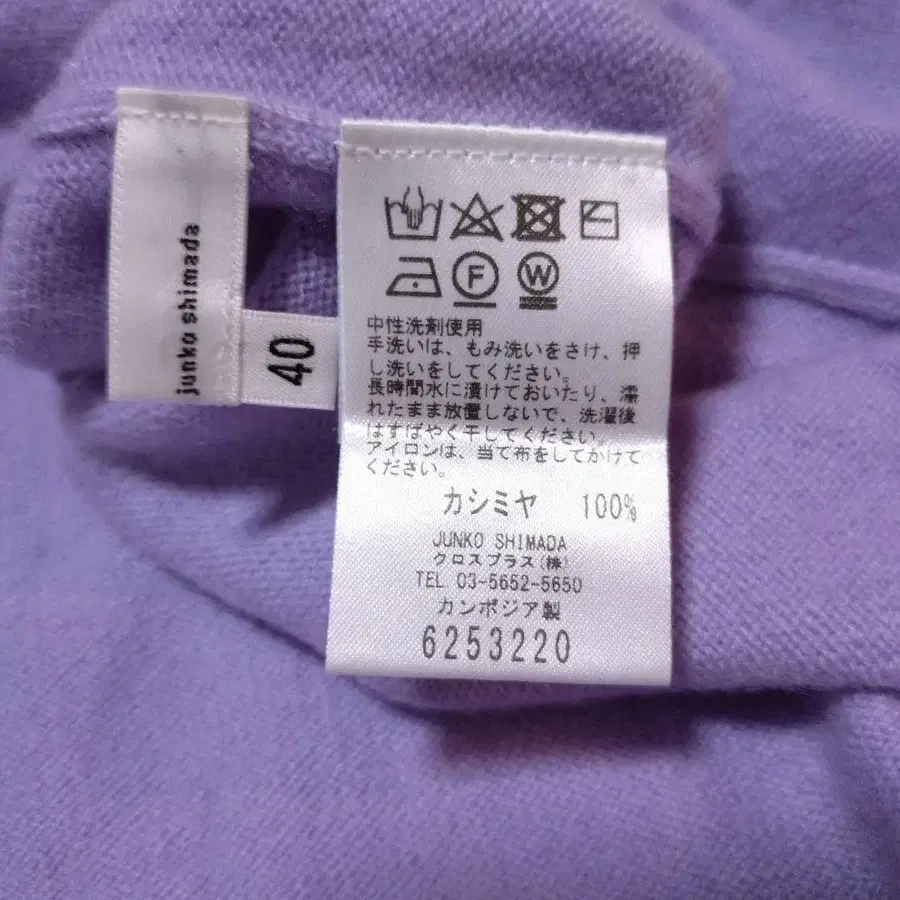 junko shimada
40
F
W
中性洗剤使用
手洗いは、もみ洗いをさけ、押
し洗いをしてください。
長時間水に漬けておいたり、濡
れたまま放置しないで、洗濯後
はすばやく干してください。
アイロンは、当て布をしてかけて
ください。
カシミヤ 100%
JUNKO SHIMADA
クロスプラス(株)
TEL 03-5652-5650
カンボジア製
6253220